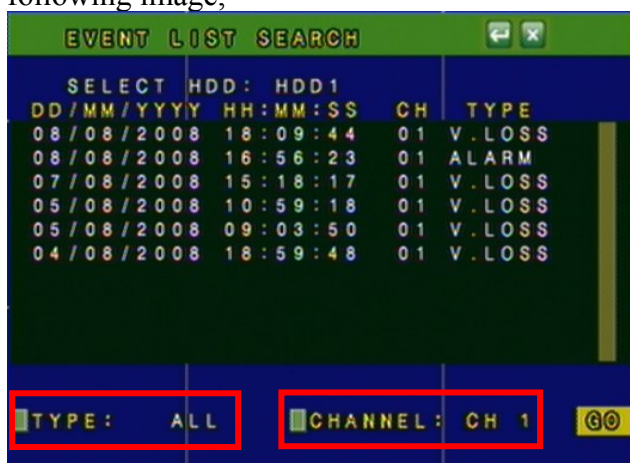 following image,
EVENT LIST SEARCH
SELECT HDD: HDD1
DD/MM/YYYY HH:MM:SS CH TYPE
08/08/2008 18:09:44 01 V.LOSS
08/08/2008 16:56:23 01 ALARM
07/08/2008 15:18:17 01 V.LOSS
05/08/2008 10:59:18 01 V.LOSS
05/08/2008 09:03:50 01 V.LOSS
04/08/2008 18:59:48 01 V.LOSS
TYPE: ALL CHANNEL: CH 1 GO